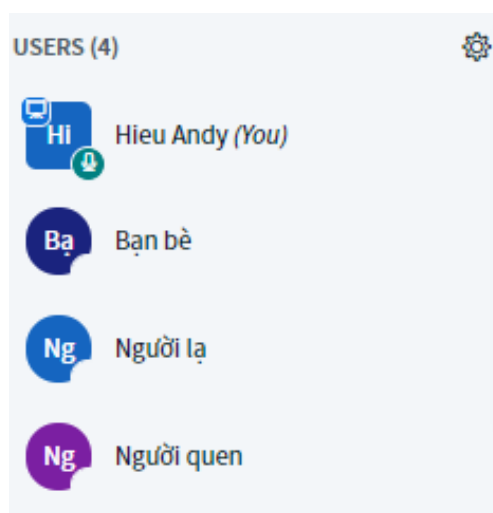 USERS (4)
Hi Hieu Andy (You)
Bạ Bạn bè
Ng Người lạ
Ng Người quen